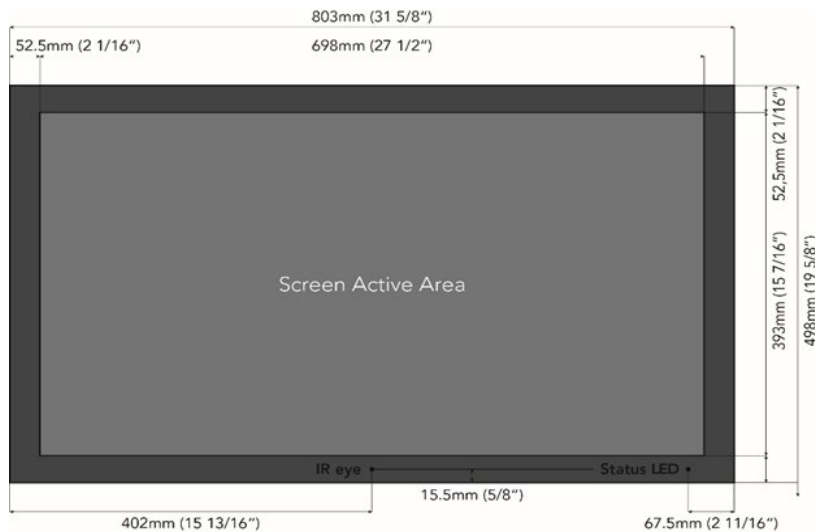 803mm (31 5/8“)
52.5mm (2 1/16“)
698mm (27 1/2“)
52,5mm (2 1/16“)
Screen Active Area
393mm (15 7/16“)
498mm (19 5/8“)
IR eye
Status LED
15.5mm (5/8“)
402mm (15 13/16“)
67.5mm (2 11/16“)